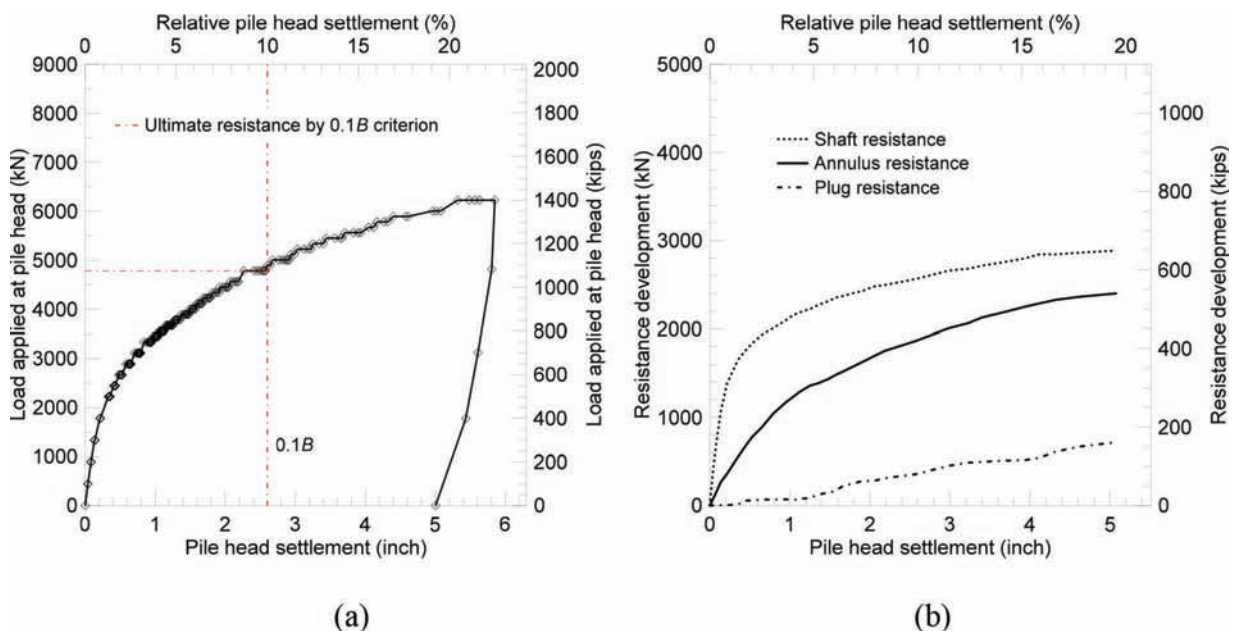 Relative pile head settlement (%)
0 5 10 15 20
Load applied at pile head (kN)
9000
8000
7000
6000
5000
4000
3000
2000
1000
0
Ultimate resistance by 0.1B criterion
0.1B
2000
1800
1600
1400
1200
1000
800
600
400
200
0
Load applied at pile head (kips)
0 1 2 3 4 5 6
Pile head settlement (inch)
(a)
Relative pile head settlement (%)
0 5 10 15 20
Resistance development (kN)
5000
4000
3000
2000
1000
0
Shaft resistance
Annulus resistance
Plug resistance
1000
800
600
400
200
0
Resistance development (kips)
0 1 2 3 4 5
Pile head settlement (inch)
(b)